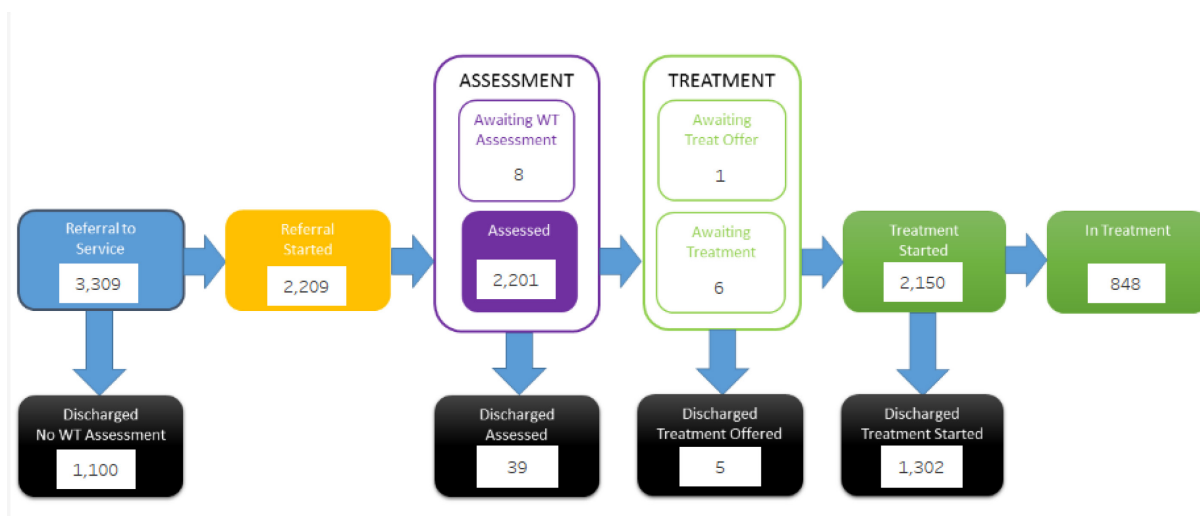 ASSESSMENT
Awaiting WT
Assessment
8
TREATMENT
Awaiting
Treat Offer
1
Referral to
Service
3,309
Referral
Started
2,209
Assessed
2,201
Awaiting
Treatment
6
Treatment
Started
2,150
In Treatment
848
Discharged
No WT Assessment
1,100
Discharged
Assessed
39
Discharged
Treatment Offered
5
Discharged
Treatment Started
1,302